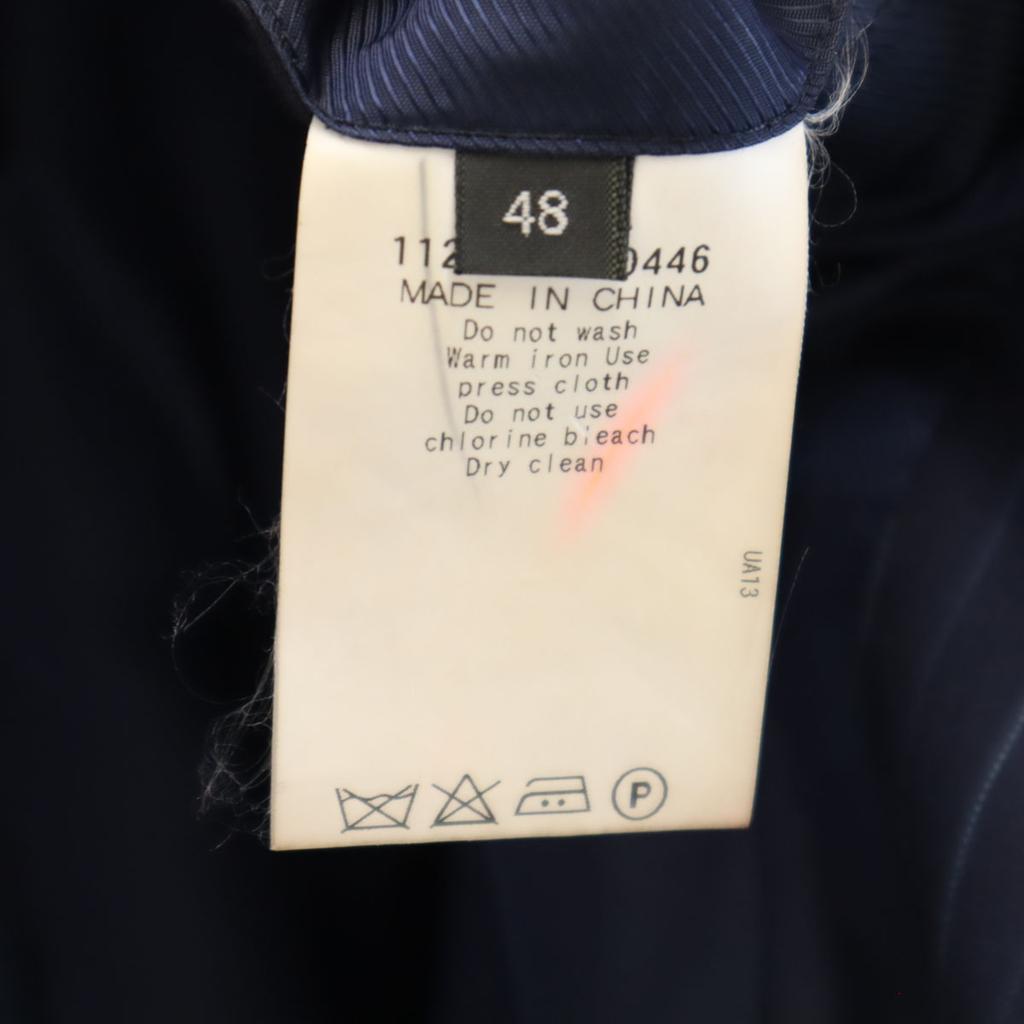 48
112 0446
MADE IN CHINA
Do not wash
Warm iron Use
press cloth
Do not use
chlorine bleach
Dry clean
UA13
P